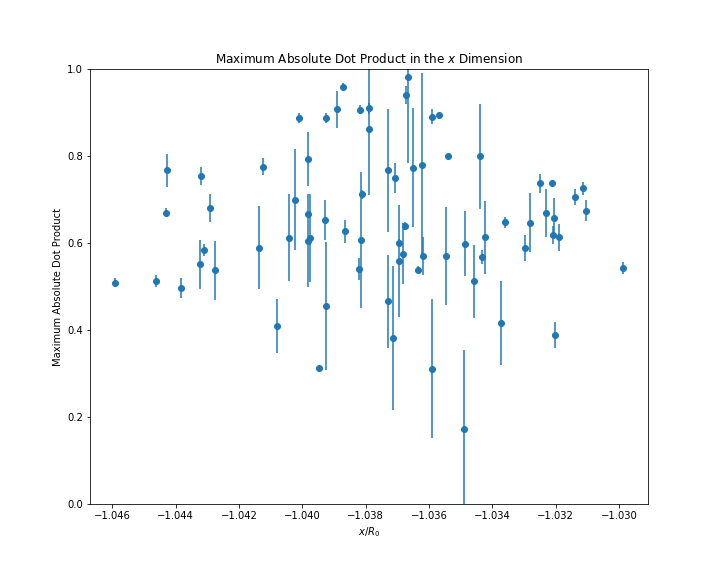 Maximum Absolute Dot Product in the x Dimension
1.0
0.8
0.6
0.4
0.2
0.0
Maximum Absolute Dot Product
−1.046 −1.044 −1.042 −1.040 −1.038 −1.036 −1.034 −1.032 −1.030
x/R₀